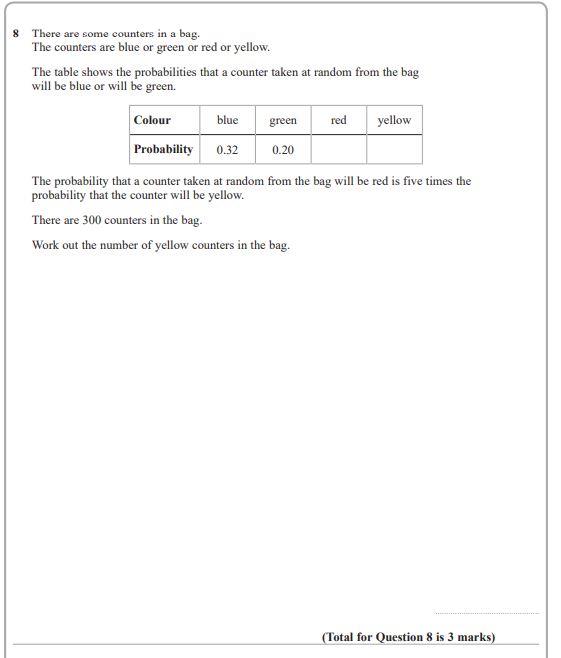 8 There are some counters in a bag.
The counters are blue or green or red or yellow.
The table shows the probabilities that a counter taken at random from the bag
will be blue or will be green.
Colour blue green red yellow
Probability 0.32 0.20
The probability that a counter taken at random from the bag will be red is five times the
probability that the counter will be yellow.
There are 300 counters in the bag.
Work out the number of yellow counters in the bag.
(Total for Question 8 is 3 marks)